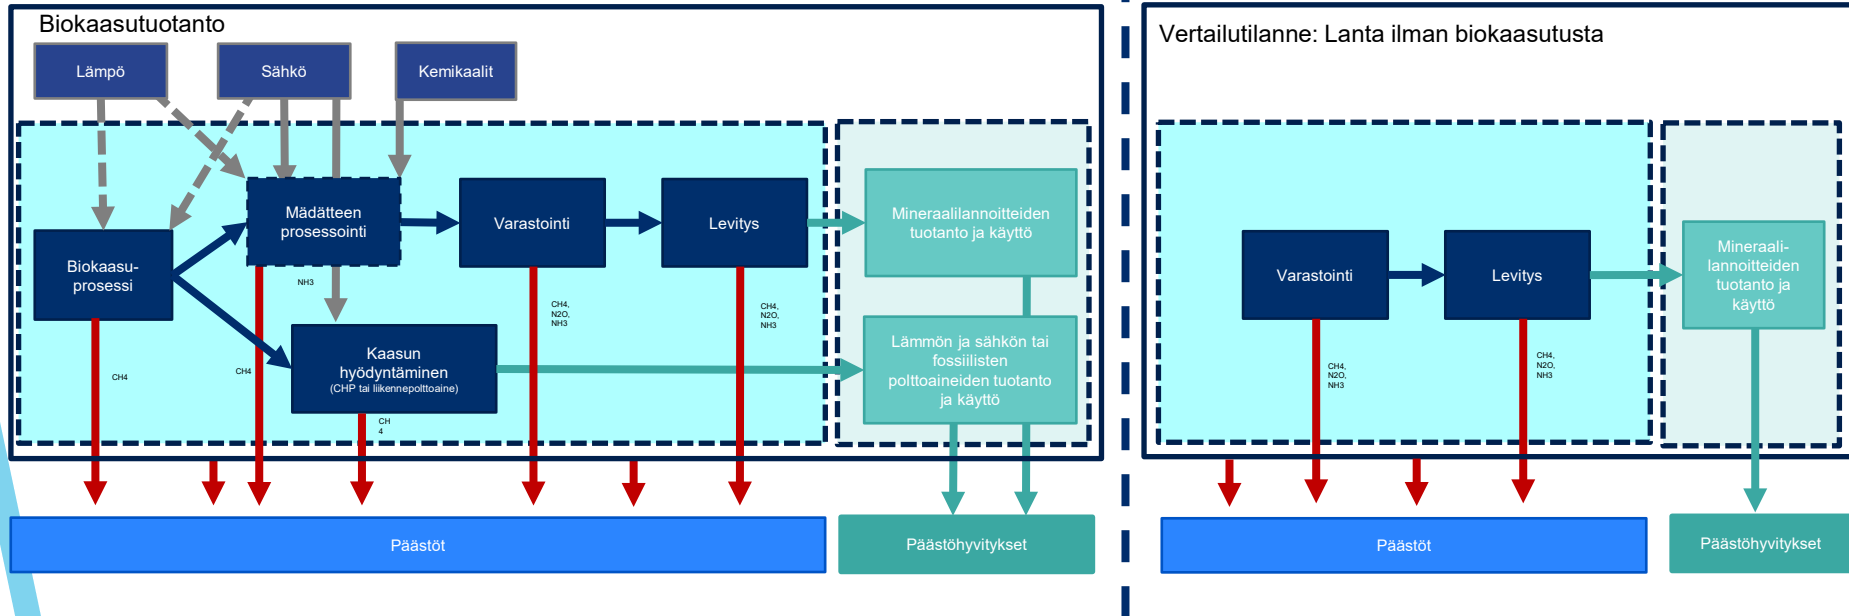 Biokaasutuotanto
Lämpö
Sähkö
Kemikaalit
Biokaasu-
prosessi
Mädätteen
prosessointi
Varastointi
Levitys
Mineraalilannoitteiden
tuotanto ja käyttö
NH3
CH4,
N2O,
NH3
CH4,
N2O,
NH3
CH4
CH4
Kaasun
hyödyntäminen
(CHP tai liikennepolttoaine)
CH
4
Lämmön ja sähkön tai
fossiilisten
polttoaineiden tuotanto
ja käyttö
Päästöt
Päästöhyvitykset
Vertailutilanne: Lanta ilman biokaasutusta
Varastointi
Levitys
Mineraali-
lannoitteiden
tuotanto ja
käyttö
CH4,
N2O,
NH3
CH4,
N2O,
NH3
Päästöt
Päästöhyvitykset